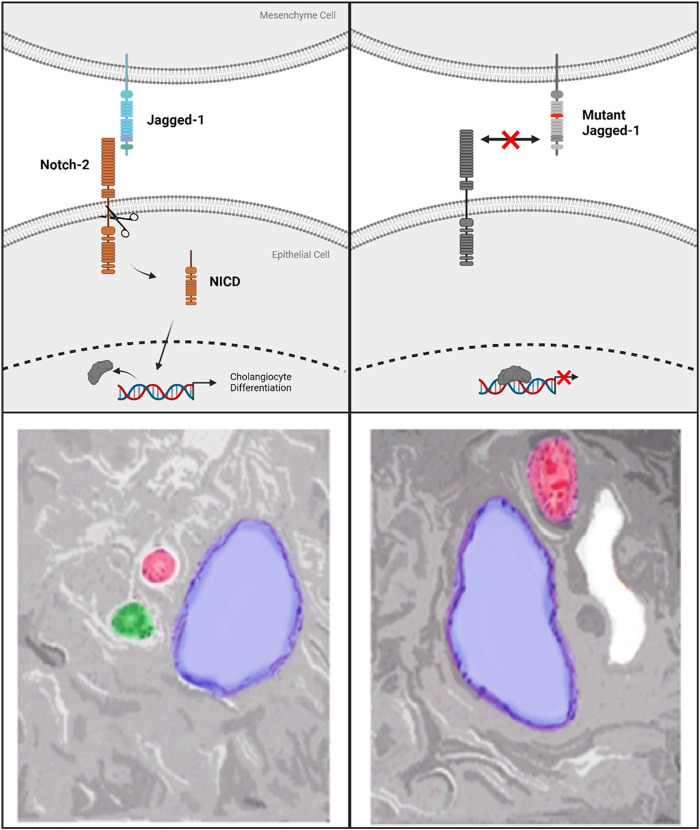 Mesenchyme Cell
Jagged-1
Notch-2
Epithelial Cell
NICD
Cholangiocyte
Differentiation
Mutant
Jagged-1